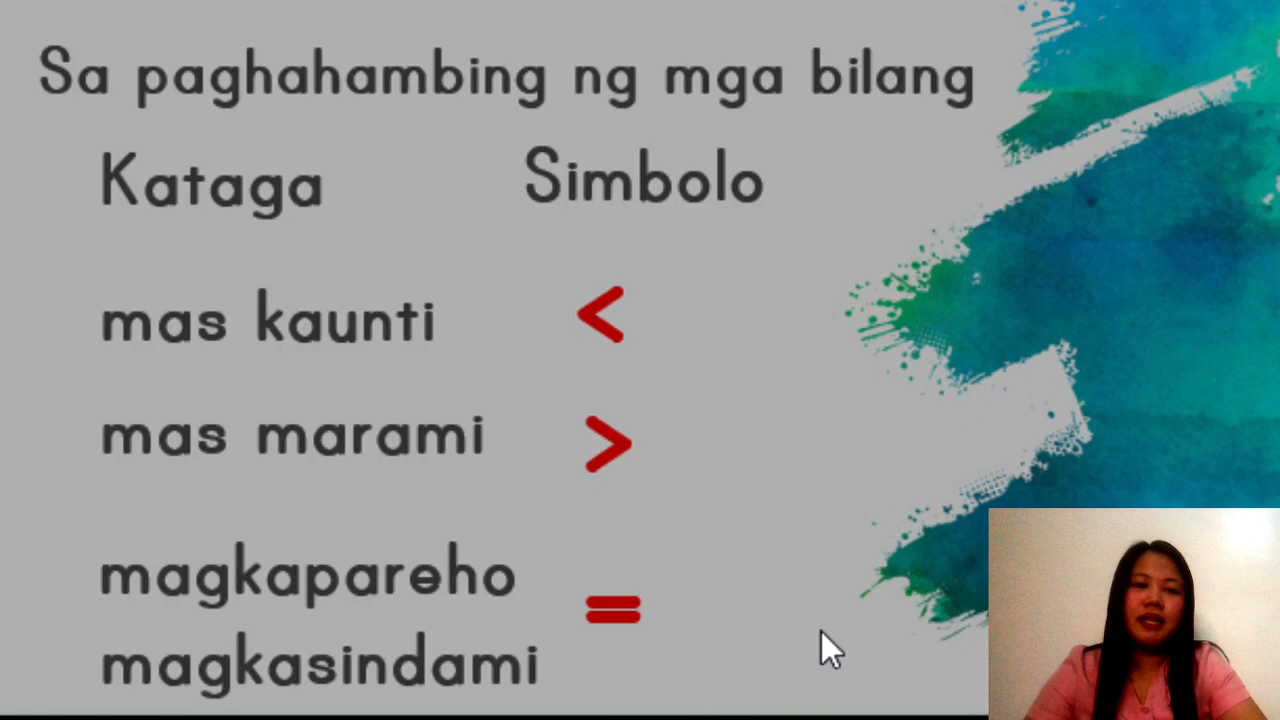 Sa paghahambing ng mga bilang
Kataga Simbolo
mas kaunti <
mas marami >
magkapareho =
magkasindami